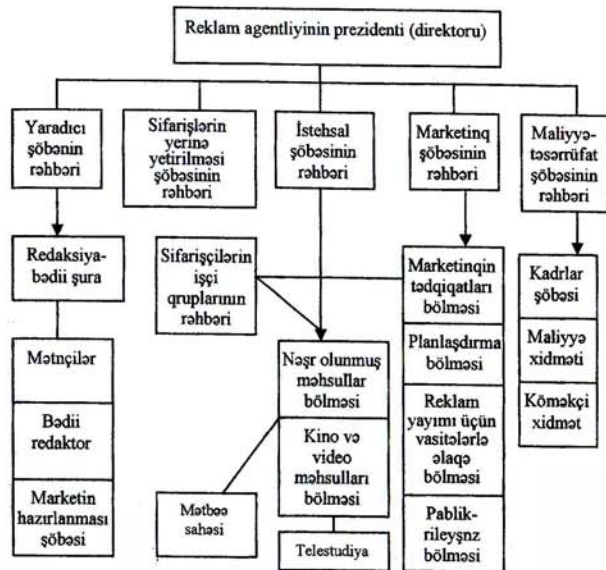 Reklam agentliyinin prezidenti (direktoru)
Yaradıcı
şöbənin
rəhbəri
Sifarişlərin
yerinə
yetirilməsi
şöbəsinin
rəhbəri
İstehsal
şöbəsinin
rəhbəri
Marketinq
şöbəsinin
rəhbəri
Maliyyə-
təsərrüfat
şöbəsinin
rəhbəri
Redaksiya-
bədii şura
Sifarişçilərin
işçi
qruplarının
rəhbəri
Marketinqin
tədqiqatları
bölməsi
Kadrlar
şöbəsi
Mətnçilər
Nəşr olunmuş
məhsullar
bölməsi
Planlaşdırma
bölməsi
Maliyyə
xidməti
Bədii
redaktor
Kino və
video
məhsulları
bölməsi
Reklam
yayımı üçün
vasitələrlə
əlaqə bölməsi
Köməkçi
xidmət
Marketin
hazırlanması
şöbəsi
Mətbəə
sahəsi
Telestudiya
Pablik-
rileyşnz
bölməsi